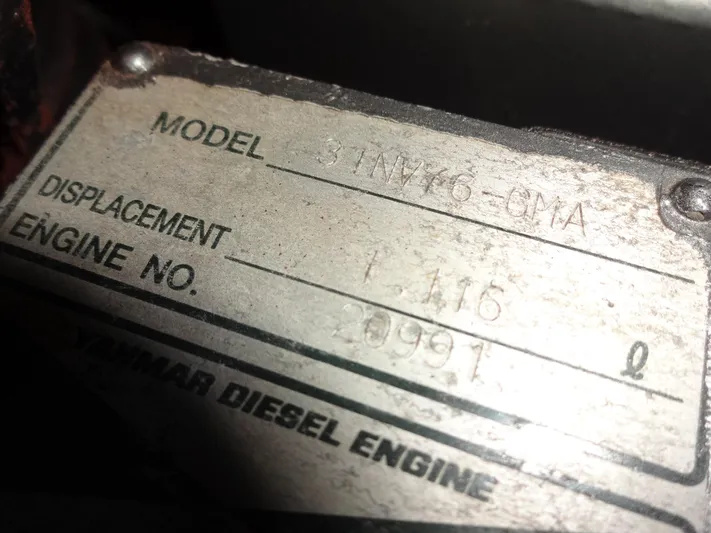 MODEL 3TNV76-GMA
DISPLACEMENT 1.116 ℓ
ENGINE NO. 20991
YANMAR DIESEL ENGINE